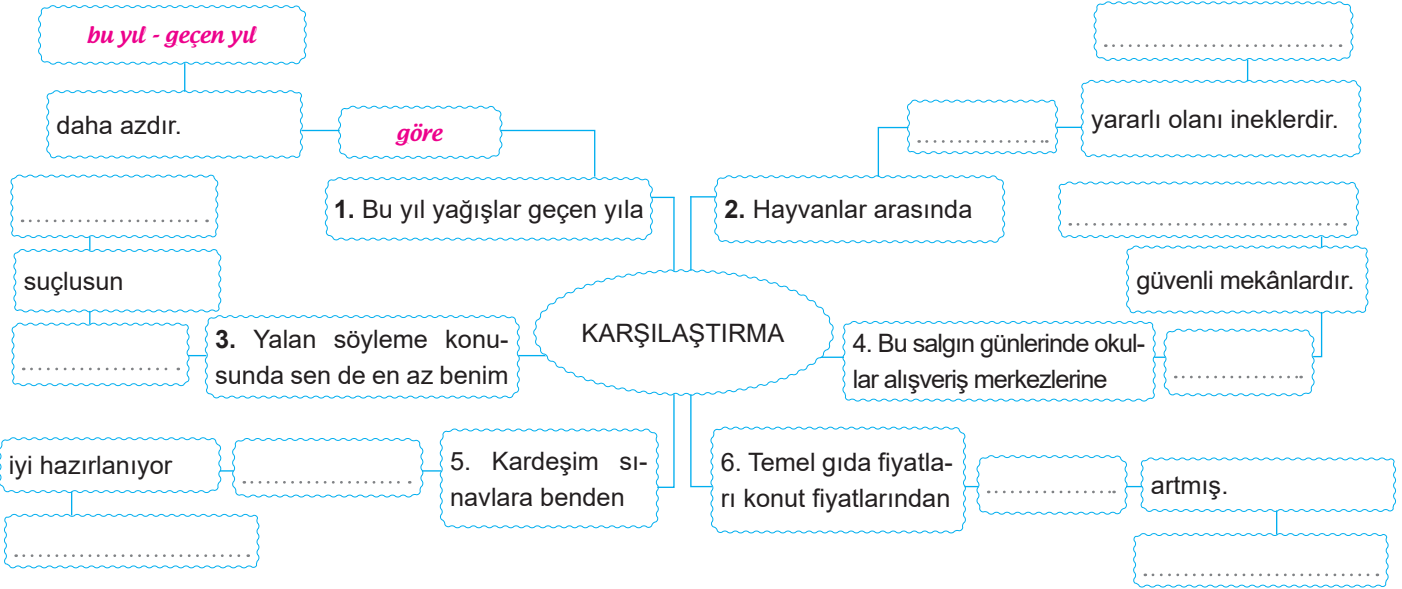 bu yıl - geçen yıl
daha azdır.
göre
1. Bu yıl yağışlar geçen yıla
2. Hayvanlar arasında
................
yararlı olanı ineklerdir.
..........................
KARŞILAŞTIRMA
3. Yalan söyleme konu-
sunda sen de en az benim
..................
suçlusun
.....................
4. Bu salgın günlerinde okul-
lar alışveriş merkezlerine
...............
güvenli mekânlardır.
................................
5. Kardeşim sı-
navlara benden
...................
iyi hazırlanıyor
..........................
6. Temel gıda fiyatla-
rı konut fiyatlarından
...............
artmış.
..........................